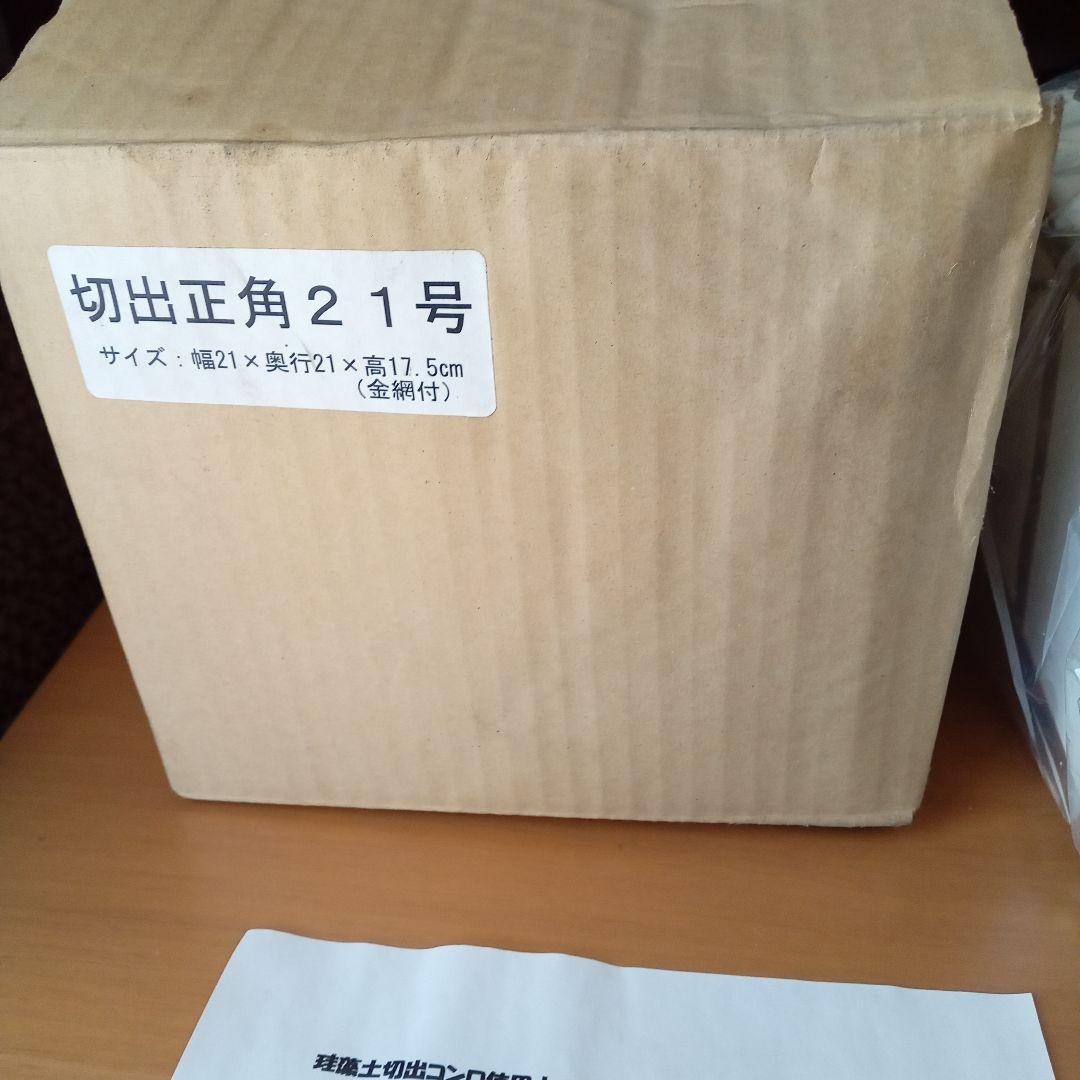 切出正角２１号
サイズ：幅21×奥行21×高17.5cm
（金網付）
珪藻土切出コンロ使用